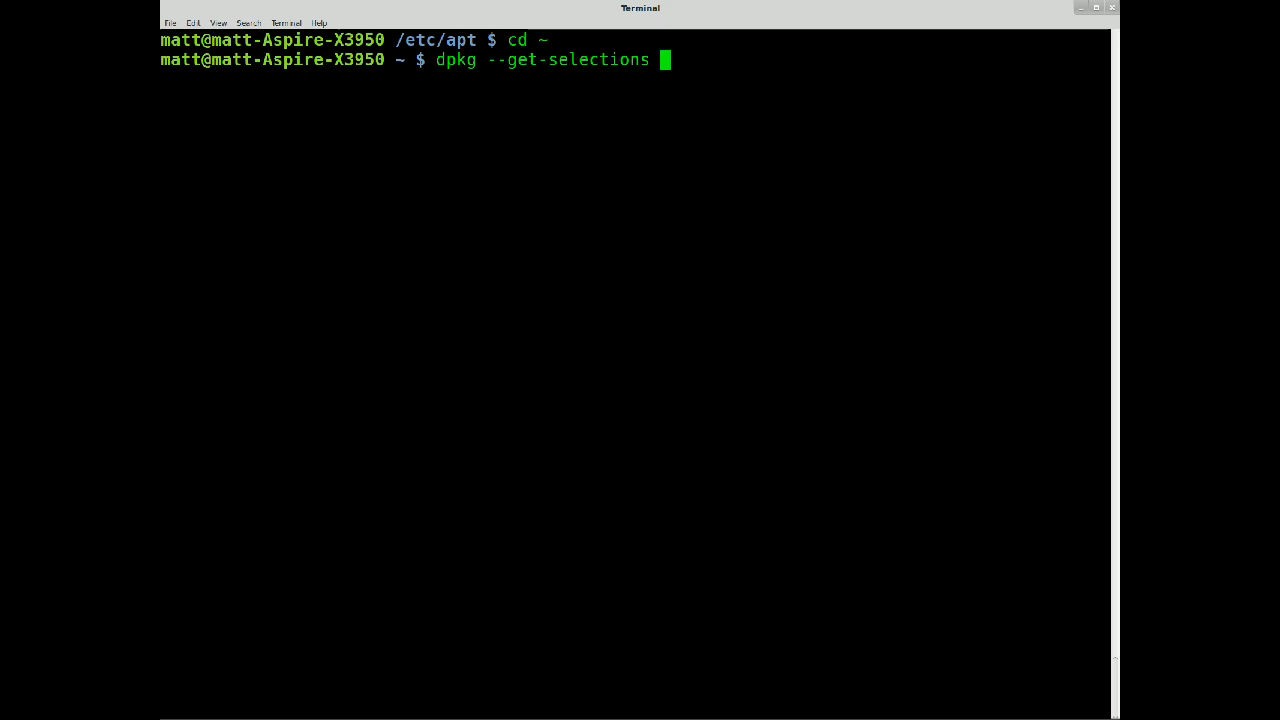 Terminal
File Edit View Search Terminal Help
matt@matt-Aspire-X3950 /etc/apt $ cd ~
matt@matt-Aspire-X3950 ~ $ dpkg --get-selections